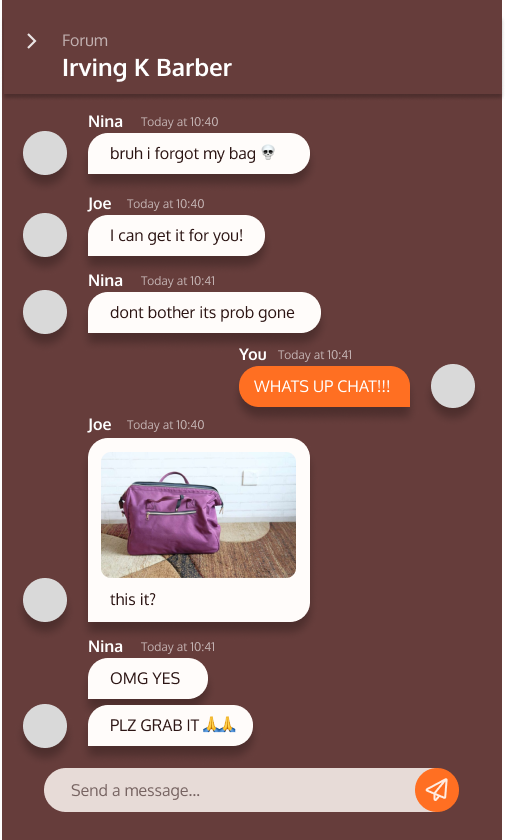 Forum
Irving K Barber
Nina Today at 10:40
bruh i forgot my bag 💀
Joe Today at 10:40
I can get it for you!
Nina Today at 10:41
dont bother its prob gone
You Today at 10:41
WHATS UP CHAT!!!
Joe Today at 10:40
this it?
Nina Today at 10:41
OMG YES
PLZ GRAB IT 🙏🙏
Send a message...